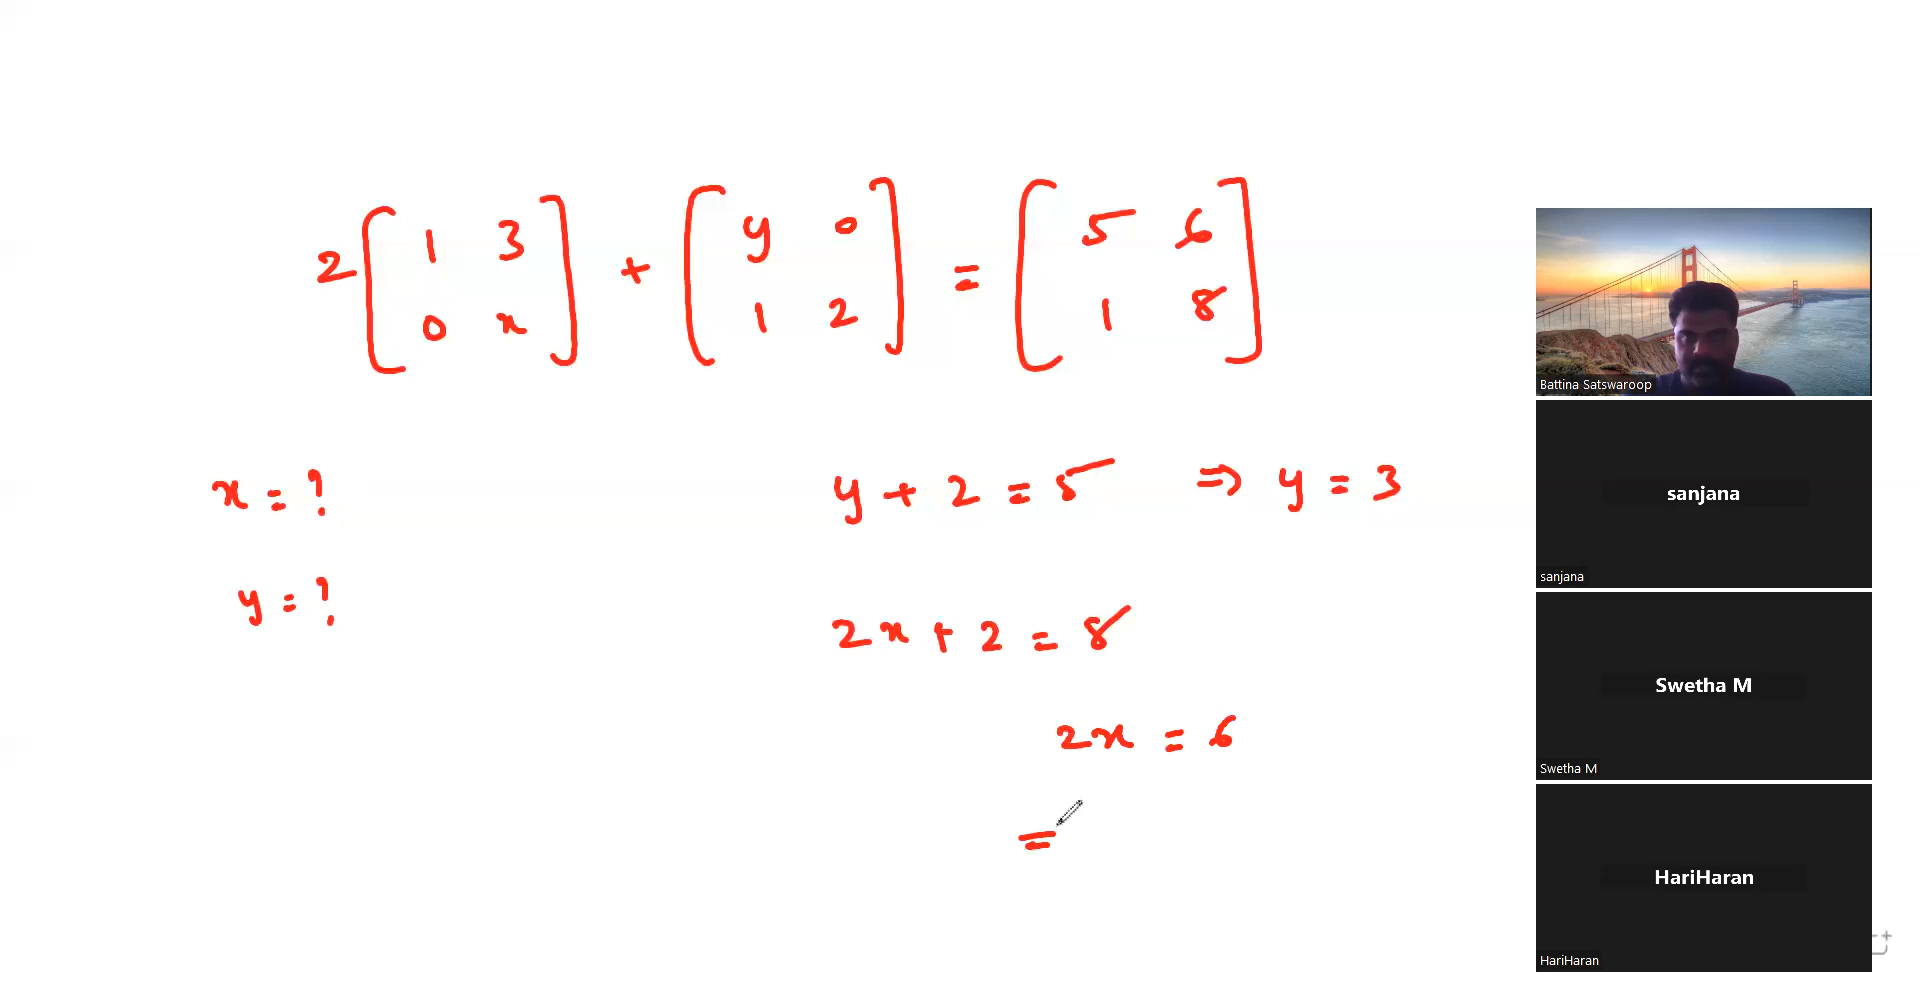 2 [ 1 3 ] + [ y 0 ] = [ 5 6 ]
[ 0 x ] [ 1 2 ] [ 1 8 ]
x = ?
y + 2 = 5 ⇒ y = 3
y = ?
2x + 2 = 8
2x = 6
=
Battina Satswaroop
sanjana
sanjana
Swetha M
Swetha M
HariHaran
HariHaran